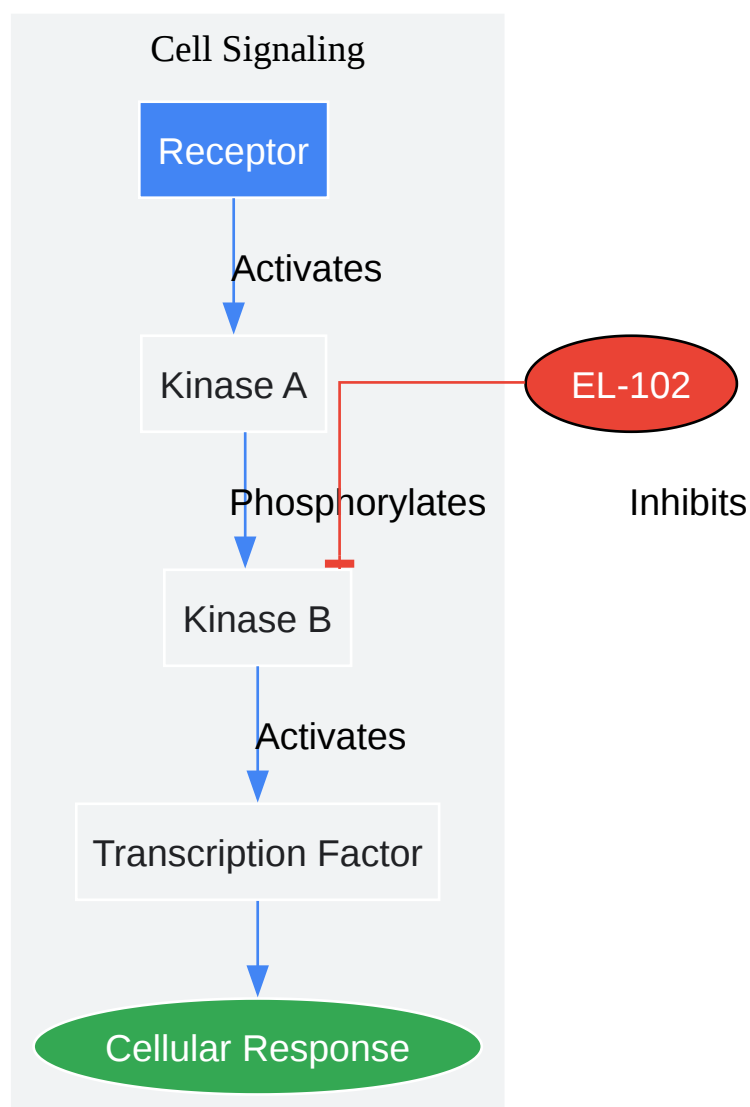 Cell Signaling
Receptor
Activates
Kinase A
EL-102
Phosphorylates
Inhibits
Kinase B
Activates
Transcription Factor
Cellular Response